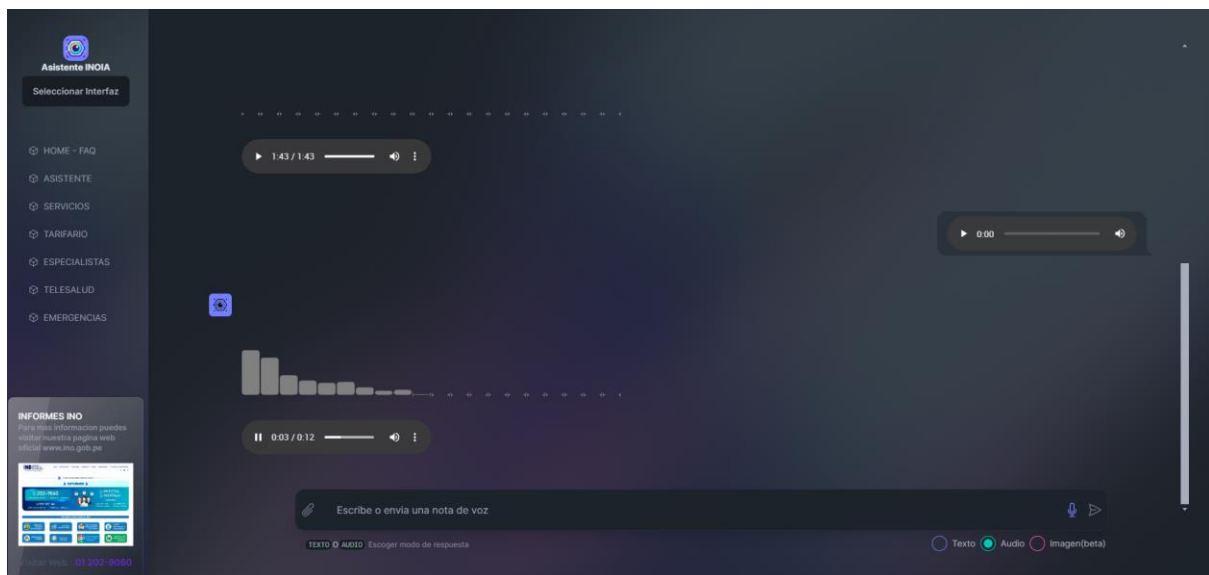 Asistente INOIA
Seleccionar Interfaz
HOME - FAQ
ASISTENTE
SERVICIOS
TARIFARIO
ESPECIALISTAS
TELESALUD
EMERGENCIAS
INFORMES INO
Para mas informacion puedes
visitar nuestra pagina web
oficial www.ino.gob.pe
Visitar Web 01 202-9060
1:43 / 1:43
0:00
0:03 / 0:12
Escribe o envia una nota de voz
TEXTO O AUDIO Escoger modo de respuesta
Texto Audio Imagen(beta)